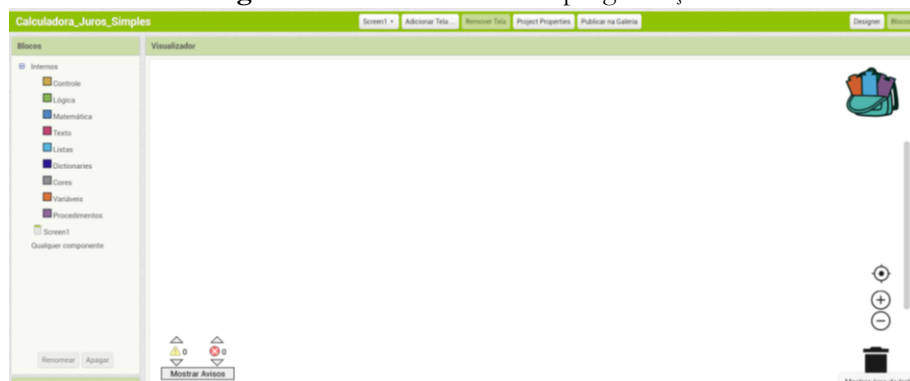 Calculadora_Juros_Simples
Screen1
Adicionar Tela...
Remover Tela
Project Properties
Publicar na Galeria
Designer
Blocos
Visualizador
Internos
Controle
Lógica
Matemática
Texto
Listas
Dictionaries
Cores
Variáveis
Procedimentos
Screen1
Qualquer componente
Renomear
Apagar
0
0
Mostrar Avisos